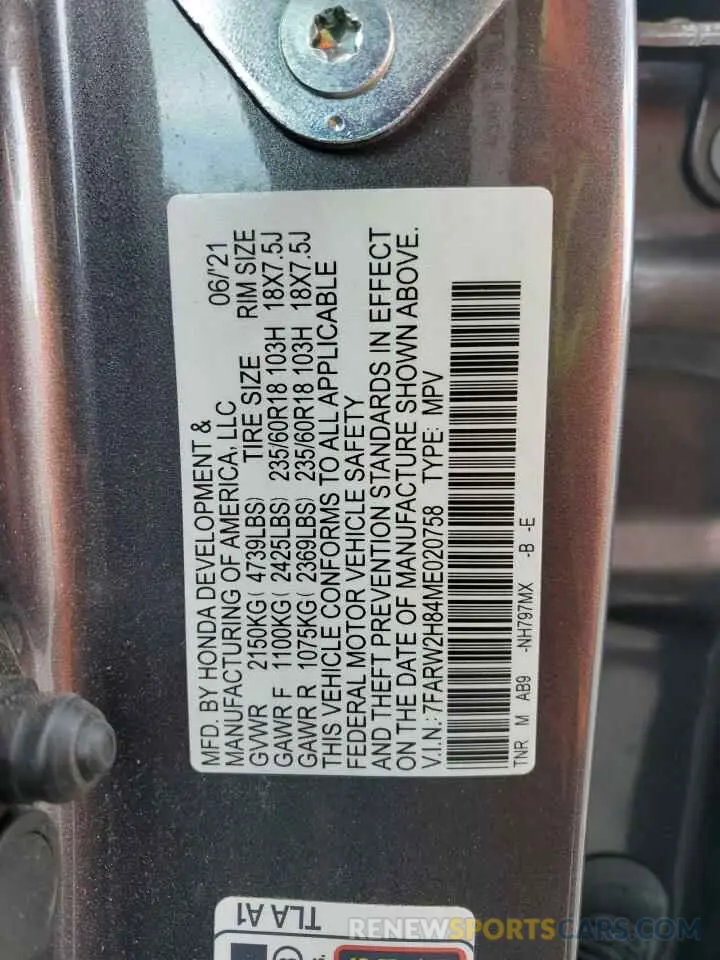 MFD. BY HONDA DEVELOPMENT &
MANUFACTURING OF AMERICA, LLC 06/'21
GVWR 2150KG( 4739LBS) TIRE SIZE RIM SIZE
GAWR F 1100KG( 2425LBS) 235/60R18 103H 18X7.5J
GAWR R 1075KG( 2369LBS) 235/60R18 103H 18X7.5J
THIS VEHICLE CONFORMS TO ALL APPLICABLE
FEDERAL MOTOR VEHICLE SAFETY
AND THEFT PREVENTION STANDARDS IN EFFECT
ON THE DATE OF MANUFACTURE SHOWN ABOVE.
V.I.N.: 7FARW2H84ME020758 TYPE: MPV
TNR M AB9 -NH797MX -B -E
TLA A1
RENEWSPORTSCARS.COM